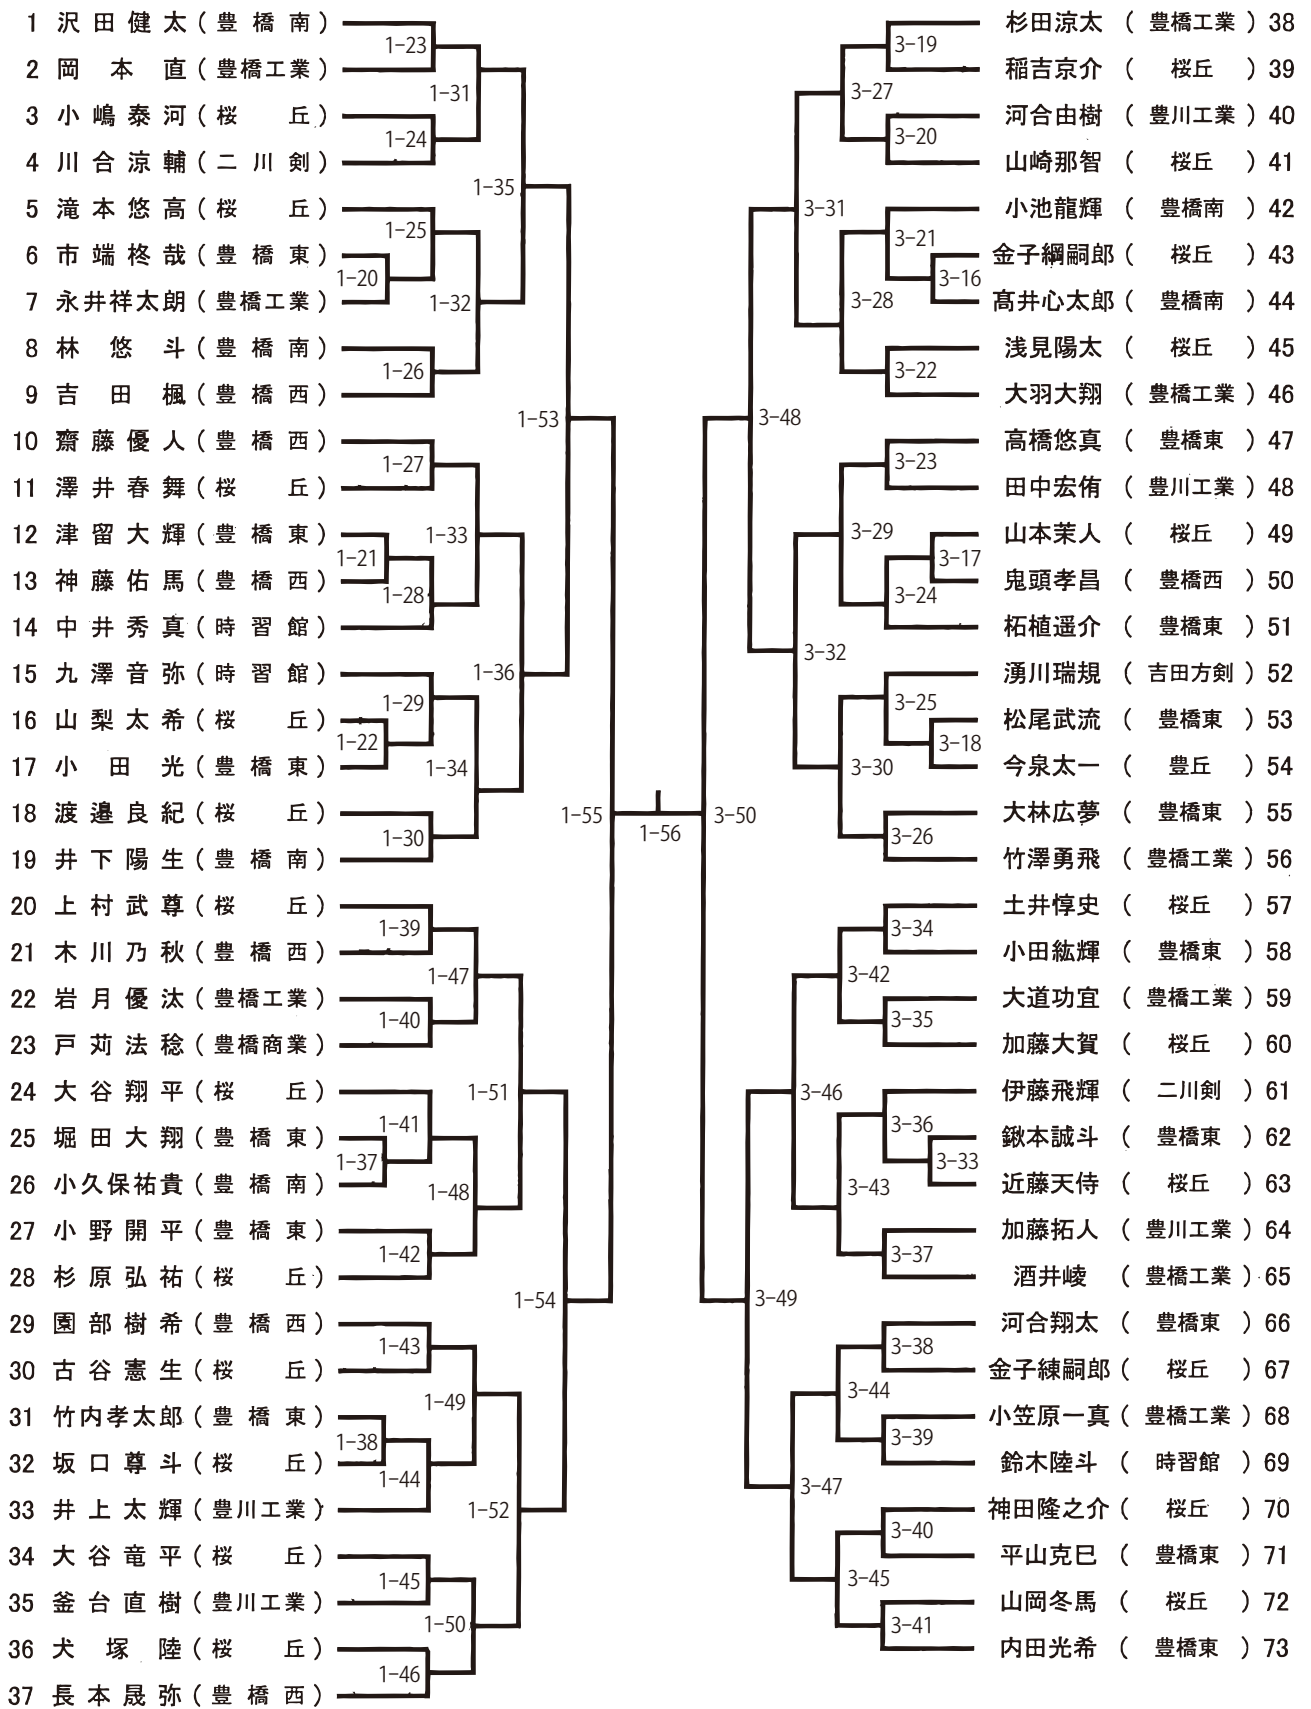 1 沢田健太(豊橋南)
2 岡本直(豊橋工業)
3 小嶋泰河(桜丘)
4 川合涼輔(二川剣)
5 滝本悠高(桜丘)
6 市端柊哉(豊橋東)
7 永井祥太朗(豊橋工業)
8 林悠斗(豊橋南)
9 吉田楓(豊橋西)
10 齋藤優人(豊橋西)
11 澤井春舞(桜丘)
12 津留大輝(豊橋東)
13 神藤佑馬(豊橋西)
14 中井秀真(時習館)
15 九澤音弥(時習館)
16 山梨太希(桜丘)
17 小田光(豊橋東)
18 渡邉良紀(桜丘)
19 井下陽生(豊橋南)
20 上村武尊(桜丘)
21 木川乃秋(豊橋西)
22 岩月優汰(豊橋工業)
23 戸苅法稔(豊橋商業)
24 大谷翔平(桜丘)
25 堀田大翔(豊橋東)
26 小久保祐貴(豊橋南)
27 小野開平(豊橋東)
28 杉原弘祐(桜丘)
29 園部樹希(豊橋西)
30 古谷憲生(桜丘)
31 竹内孝太郎(豊橋東)
32 坂口尊斗(桜丘)
33 井上太輝(豊川工業)
34 大谷竜平(桜丘)
35 釜台直樹(豊川工業)
36 犬塚陸(桜丘)
37 長本晟弥(豊橋西)
1-23
1-31
1-24
1-35
1-25
1-20
1-32
1-26
1-53
1-27
1-33
1-21
1-28
1-36
1-29
1-22
1-34
1-30
1-55
1-39
1-47
1-40
1-51
1-41
1-37
1-48
1-42
1-54
1-43
1-49
1-38
1-44
1-52
1-45
1-50
1-46
1-56
3-50
3-19
3-27
3-20
3-31
3-21
3-16
3-28
3-22
3-48
3-23
3-29
3-17
3-24
3-32
3-25
3-18
3-30
3-26
3-34
3-42
3-35
3-46
3-36
3-33
3-43
3-37
3-49
3-38
3-44
3-39
3-47
3-40
3-45
3-41
杉田涼太(豊橋工業)38
稲吉京介(桜丘)39
河合由樹(豊川工業)40
山崎那智(桜丘)41
小池龍輝(豊橋南)42
金子綱嗣郎(桜丘)43
髙井心太郎(豊橋南)44
浅見陽太(桜丘)45
大羽大翔(豊橋工業)46
高橋悠真(豊橋東)47
田中宏侑(豊川工業)48
山本茉人(桜丘)49
鬼頭孝昌(豊橋西)50
柘植遥介(豊橋東)51
湧川瑞規(吉田方剣)52
松尾武流(豊橋東)53
今泉太一(豊丘)54
大林広夢(豊橋東)55
竹澤勇飛(豊橋工業)56
土井惇史(桜丘)57
小田紘輝(豊橋東)58
大道功宜(豊橋工業)59
加藤大賀(桜丘)60
伊藤飛輝(二川剣)61
鍬本誠斗(豊橋東)62
近藤天侍(桜丘)63
加藤拓人(豊川工業)64
酒井崚(豊橋工業)65
河合翔太(豊橋東)66
金子練嗣郎(桜丘)67
小笠原一真(豊橋工業)68
鈴木陸斗(時習館)69
神田隆之介(桜丘)70
平山克巳(豊橋東)71
山岡冬馬(桜丘)72
内田光希(豊橋東)73